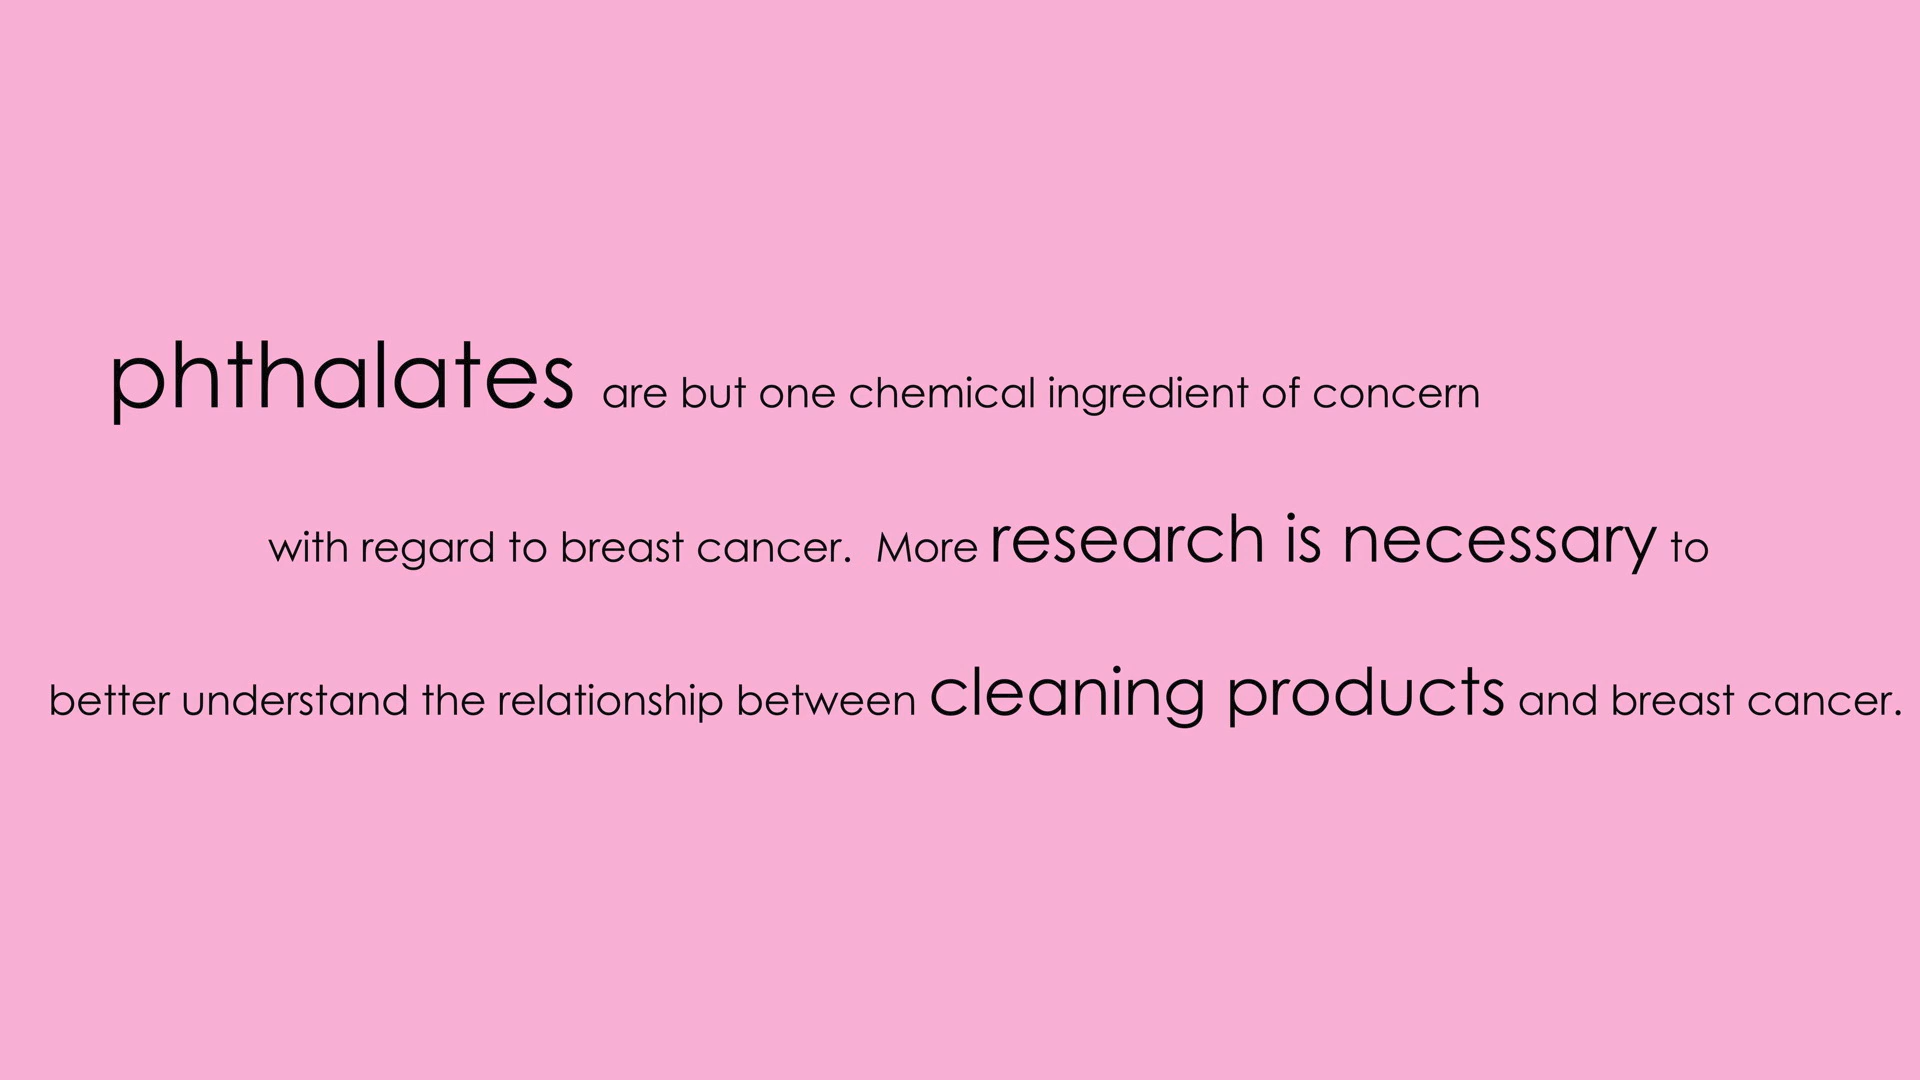 phthalates are but one chemical ingredient of concern
with regard to breast cancer. More research is necessary to
better understand the relationship between cleaning products and breast cancer.